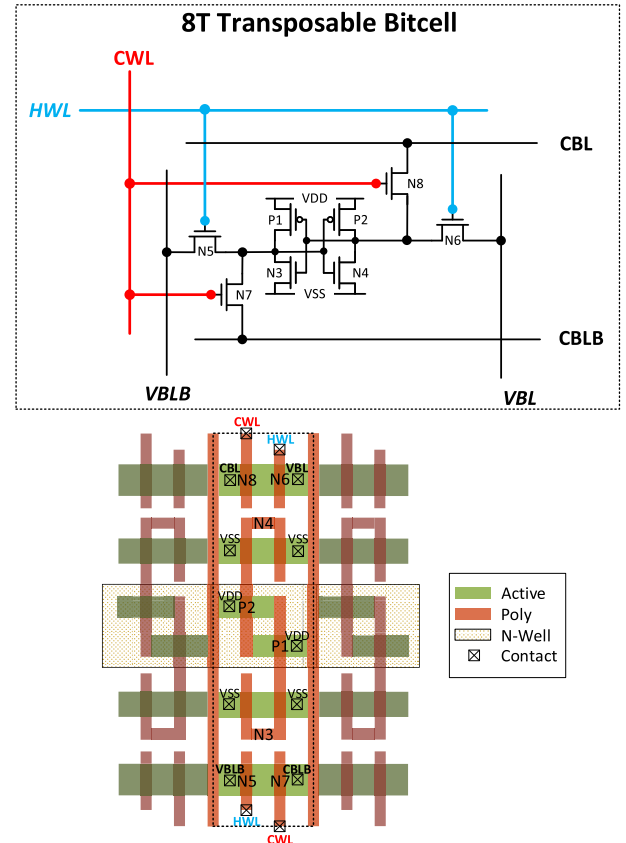 8T Transposable Bitcell
CWL
HWL
CBL
N8
VDD
P1 P2
N5 N6
N3 N4
N7 VSS
CBLB
VBLB VBL
CWL
HWL
CBL VBL
N8 N6
N4
VSS VSS
VDD
P2
VDD
P1
VSS VSS
N3
VBLB CBLB
N5 N7
HWL
CWL
Active
Poly
N-Well
Contact